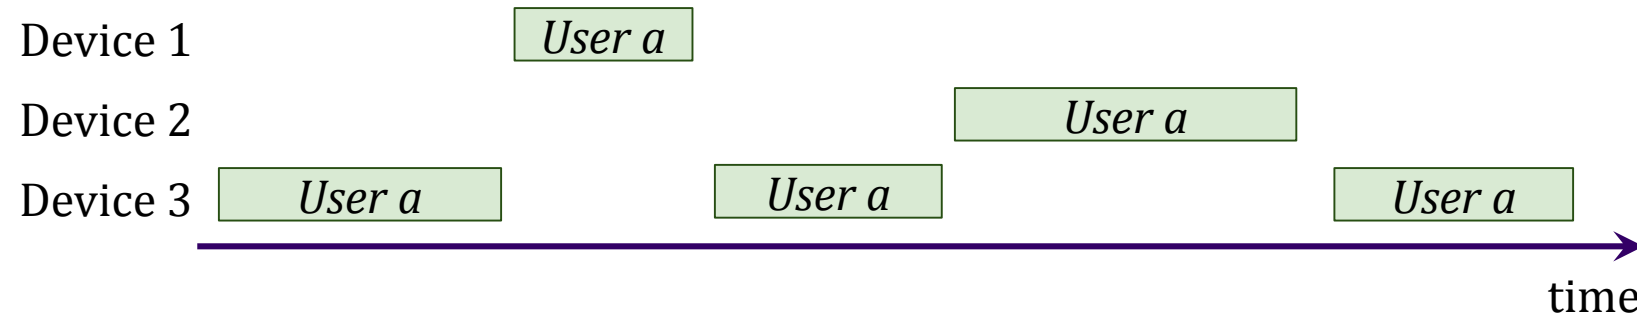 Device 1 User a
Device 2 User a
Device 3 User a User a User a
time